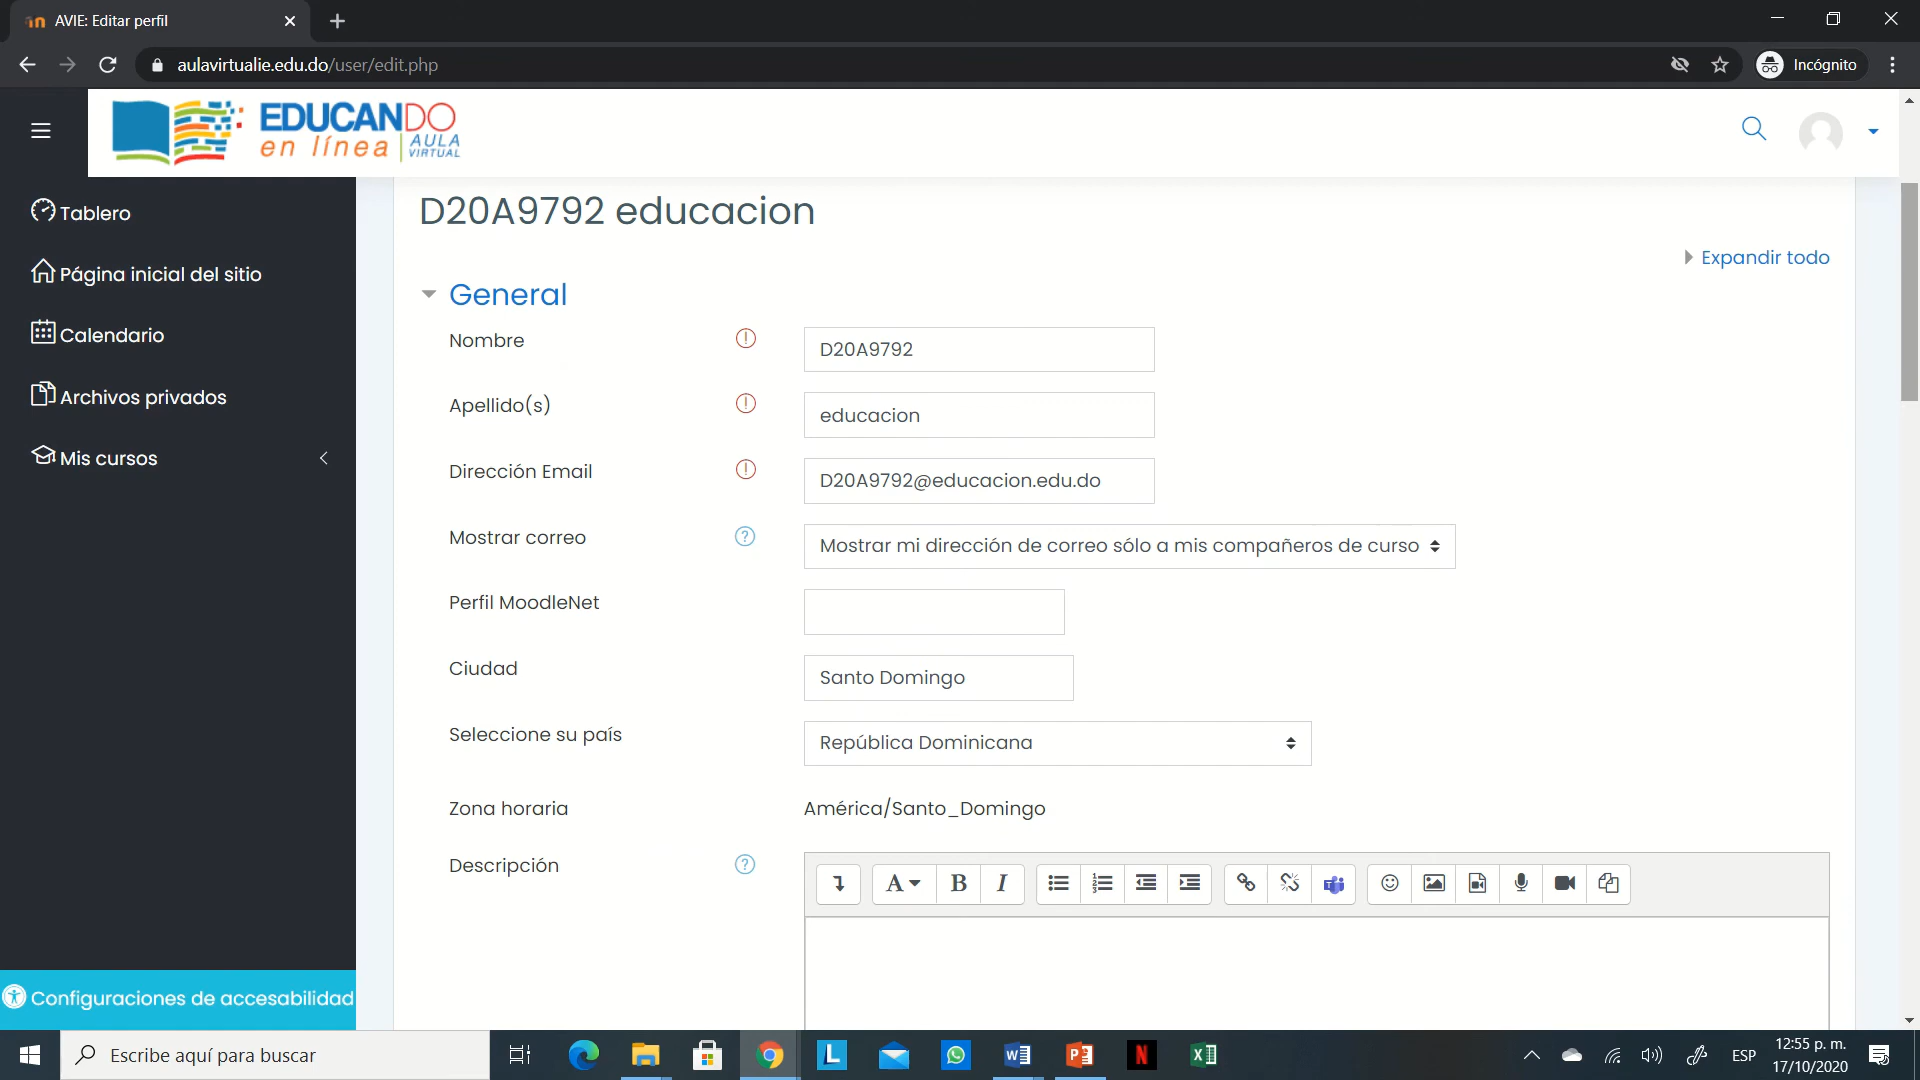 AVIE: Editar perfil
aulavirtualie.edu.do/user/edit.php
Incógnito
EDUCANDO
en línea
AULA
VIRTUAL
Tablero
Página inicial del sitio
Calendario
Archivos privados
Mis cursos
Configuraciones de accesabilidad
D20A9792 educacion
Expandir todo
General
Nombre
D20A9792
Apellido(s)
educacion
Dirección Email
D20A9792@educacion.edu.do
Mostrar correo
Mostrar mi dirección de correo sólo a mis compañeros de curso
Perfil MoodleNet
Ciudad
Santo Domingo
Seleccione su país
República Dominicana
Zona horaria
América/Santo_Domingo
Descripción
Escribe aquí para buscar
ESP
12:55 p. m.
17/10/2020